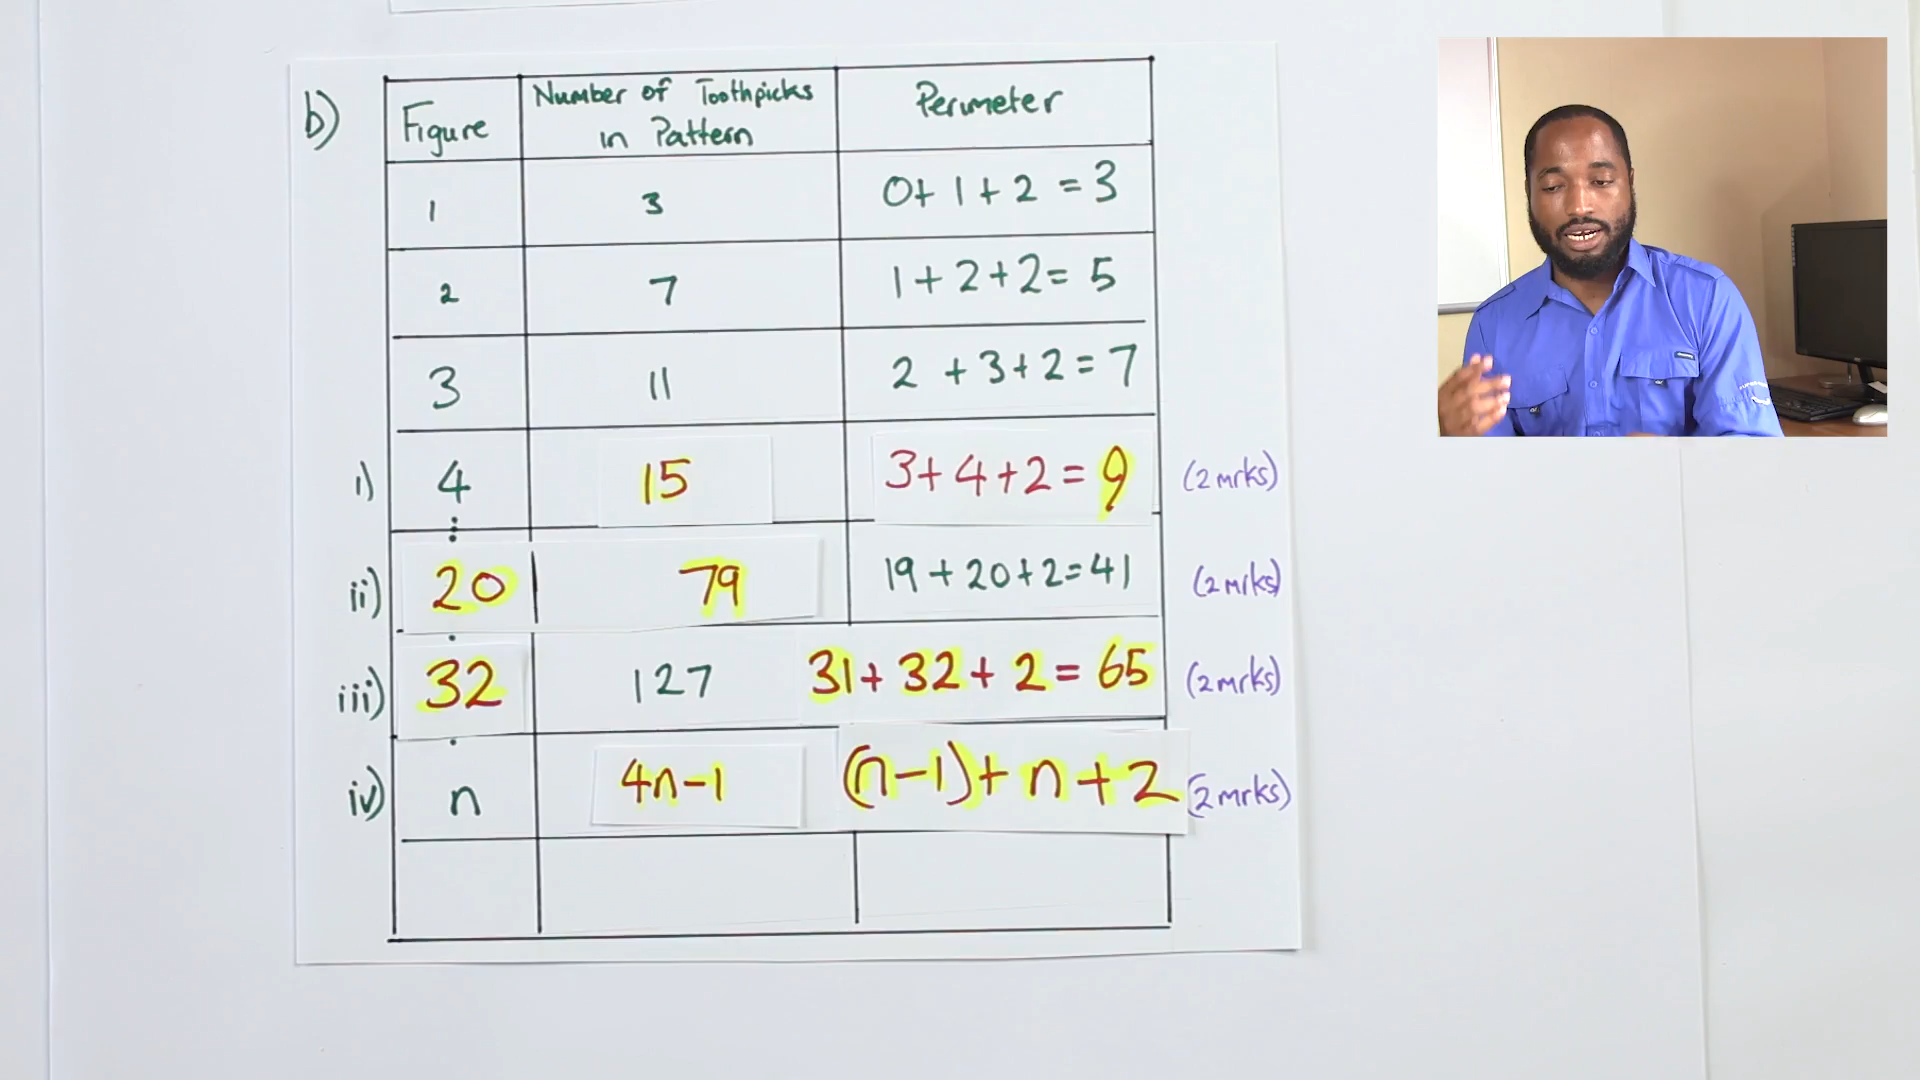 b)
Figure
Number of Toothpicks
in Pattern
Perimeter
1
3
0+ 1 + 2 = 3
2
7
1 + 2 + 2 = 5
3
11
2 + 3 + 2 = 7
i)
4
15
3 + 4 + 2 = 9
(2 mrks)
ii)
20
79
19 + 20 + 2 = 41
(2 mrks)
iii)
32
127
31 + 32 + 2 = 65
(2 mrks)
iv)
n
4n-1
(n-1) + n + 2
(2 mrks)